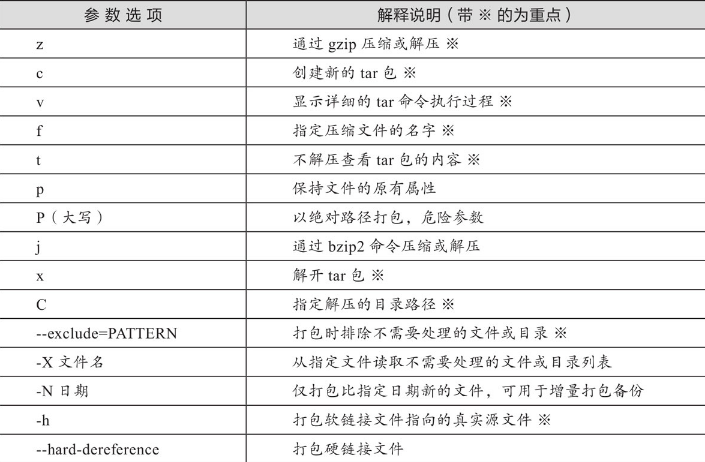 参 数 选 项 解释说明（带 ※ 的为重点）
z 通过 gzip 压缩或解压 ※
c 创建新的 tar 包 ※
v 显示详细的 tar 命令执行过程 ※
f 指定压缩文件的名字 ※
t 不解压查看 tar 包的内容 ※
p 保持文件的原有属性
P（大写） 以绝对路径打包，危险参数
j 通过 bzip2 命令压缩或解压
x 解开 tar 包 ※
C 指定解压的目录路径 ※
--exclude=PATTERN 打包时排除不需要处理的文件或目录 ※
-X 文件名 从指定文件读取不需要处理的文件或目录列表
-N 日期 仅打包比指定日期新的文件，可用于增量打包备份
-h 打包软链接文件指向的真实源文件 ※
--hard-dereference 打包硬链接文件